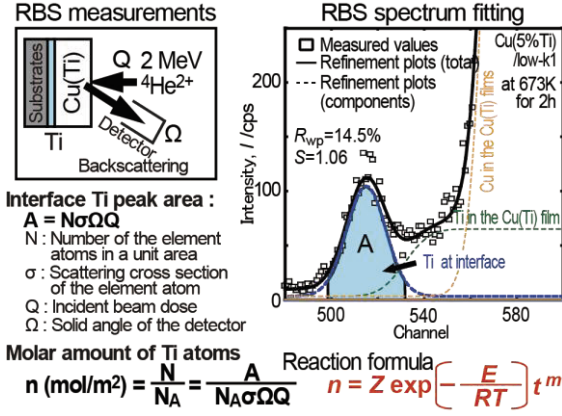 RBS measurements
Substrates
Cu(Ti)
Ti
Q 2 MeV
⁴He²⁺
Detector
Ω
Backscattering
Interface Ti peak area :
A = NσΩQ
N : Number of the element
atoms in a unit area
σ : Scattering cross section
of the element atom
Q : Incident beam dose
Ω : Solid angle of the detector
RBS spectrum fitting
Measured values
Refinement plots (total)
Refinement plots
(components)
Rwp=14.5%
S=1.06
Cu(5%Ti)
/low-k1
at 673K
for 2h
Cu in the Cu(Ti) films
Ti in the Cu(Ti) film
Ti at interface
A
Intensity, I /cps
200
100
0
500
540
580
Channel
Molar amount of Ti atoms
n (mol/m²) = N/N_A = A/N_AσΩQ
Reaction formula
n = Z exp(-E/RT) t^m